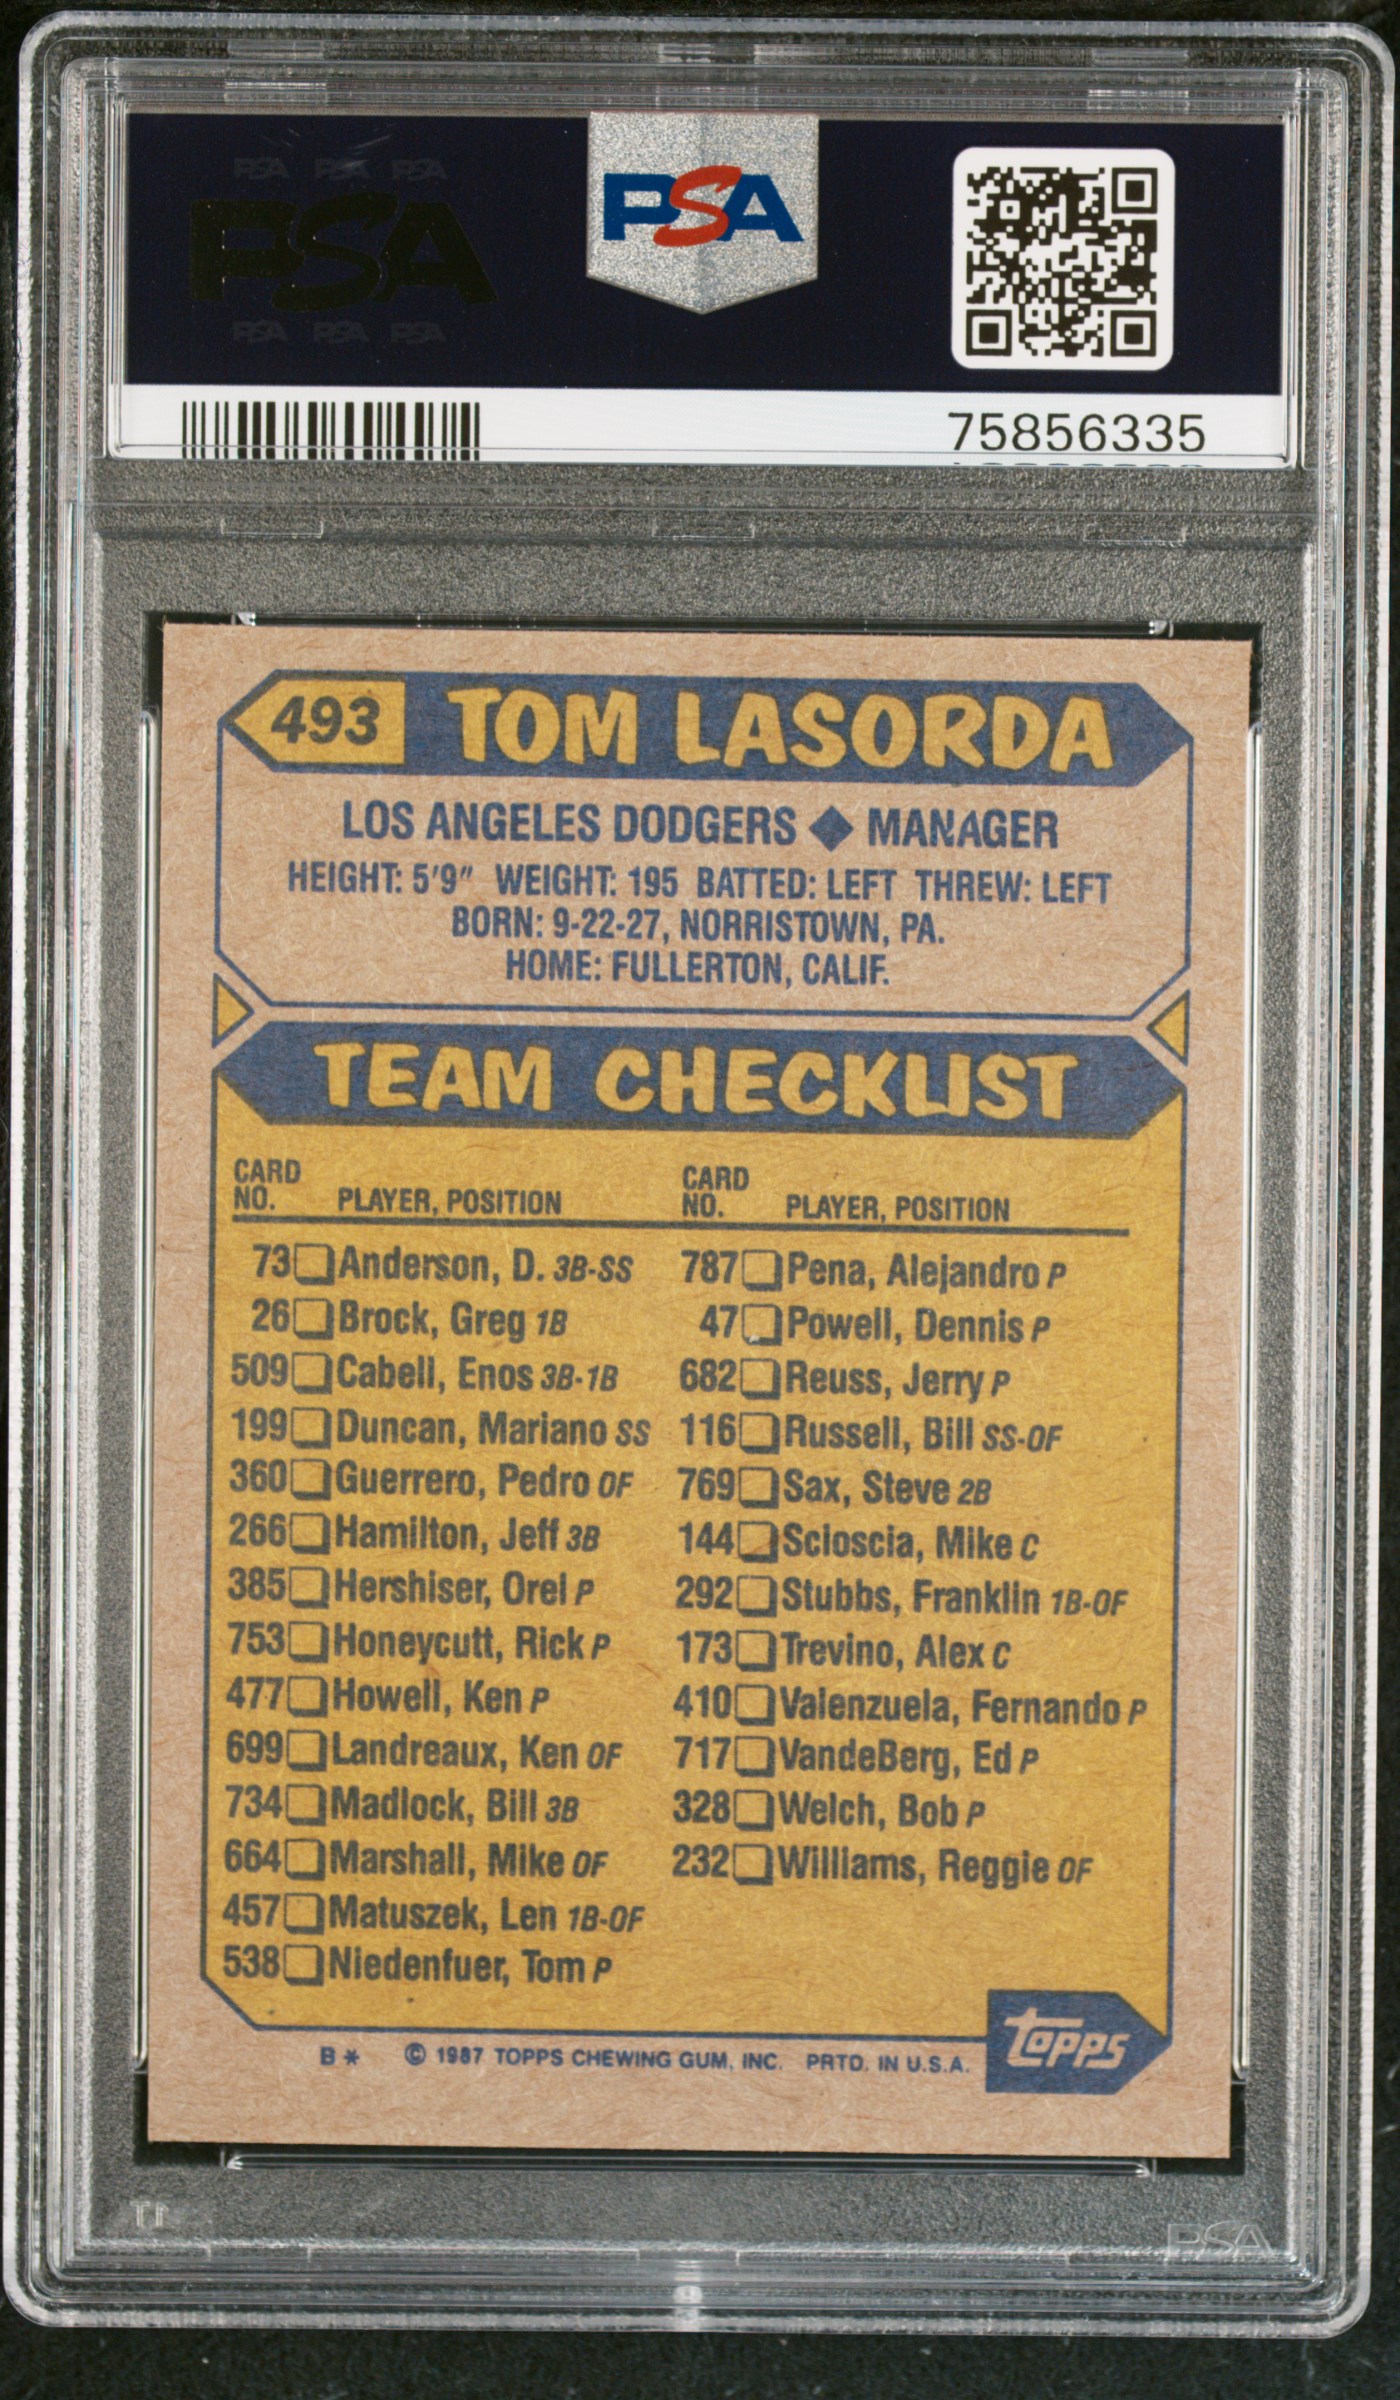 PSA PSA PSA
PSA
PSA PSA PSA
PSA
75856335
493 TOM LASORDA
LOS ANGELES DODGERS ◆ MANAGER
HEIGHT: 5'9" WEIGHT: 195 BATTED: LEFT THREW: LEFT
BORN: 9-22-27, NORRISTOWN, PA.
HOME: FULLERTON, CALIF.
TEAM CHECKLIST
CARD NO. PLAYER, POSITION
73 Anderson, D. 3B-SS
26 Brock, Greg 1B
509 Cabell, Enos 3B-1B
199 Duncan, Mariano SS
360 Guerrero, Pedro OF
266 Hamilton, Jeff 3B
385 Hershiser, Orel P
753 Honeycutt, Rick P
477 Howell, Ken P
699 Landreaux, Ken OF
734 Madlock, Bill 3B
664 Marshall, Mike OF
457 Matuszek, Len 1B-OF
538 Niedenfuer, Tom P
CARD NO. PLAYER, POSITION
787 Pena, Alejandro P
47 Powell, Dennis P
682 Reuss, Jerry P
116 Russell, Bill SS-OF
769 Sax, Steve 2B
144 Scioscia, Mike C
292 Stubbs, Franklin 1B-OF
173 Trevino, Alex C
410 Valenzuela, Fernando P
717 VandeBerg, Ed P
328 Welch, Bob P
232 Williams, Reggie OF
B* © 1987 TOPPS CHEWING GUM, INC. PRTD. IN U.S.A.
topps
PSA